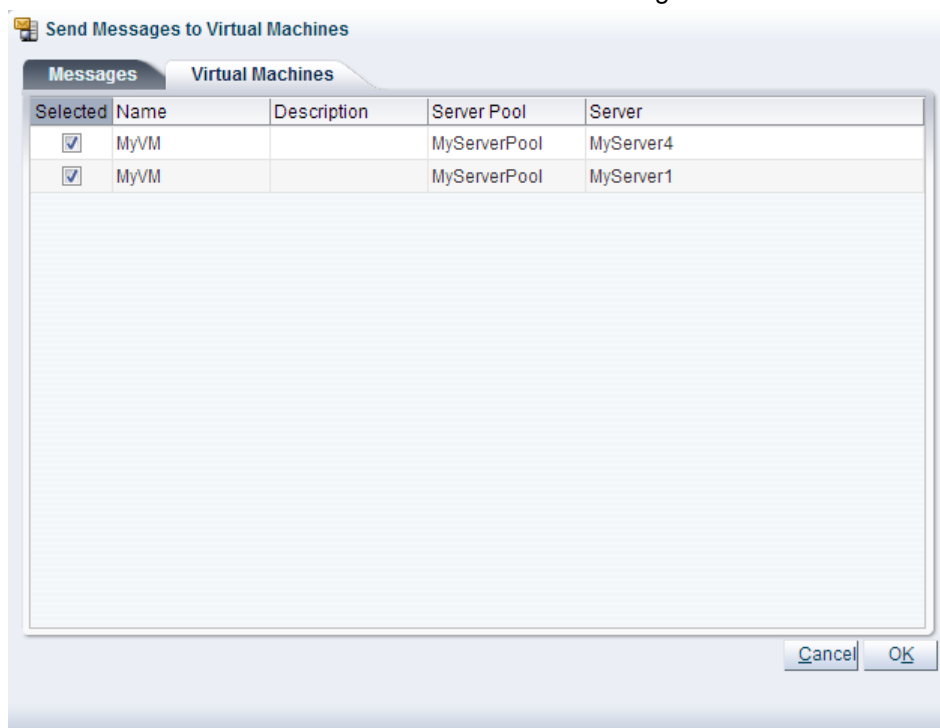 Send Messages to Virtual Machines
Messages Virtual Machines
Selected Name Description Server Pool Server
MyVM MyServerPool MyServer4
MyVM MyServerPool MyServer1
Cancel OK